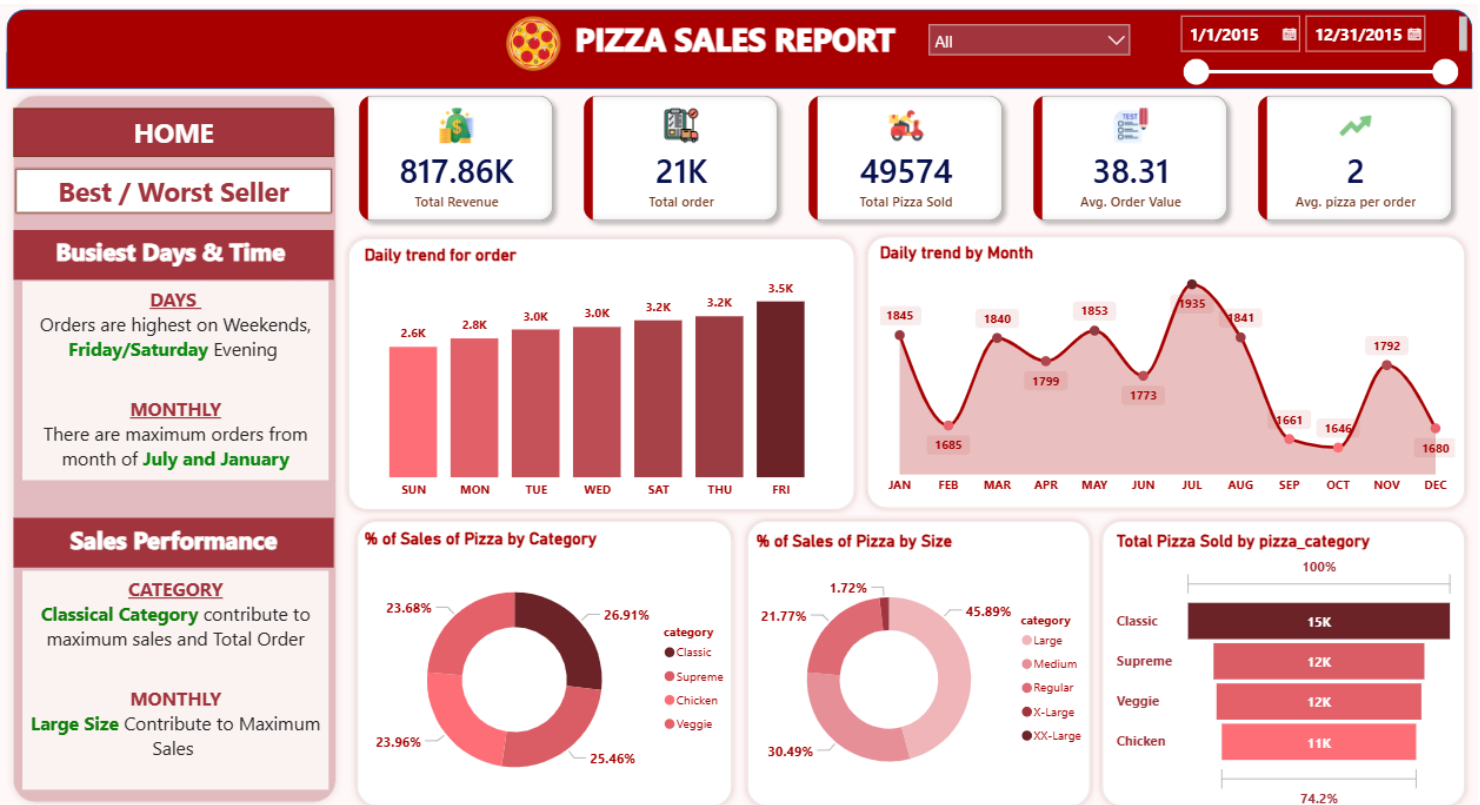 PIZZA SALES REPORT
All
1/1/2015
12/31/2015
HOME
Best / Worst Seller
Busiest Days & Time
DAYS
Orders are highest on Weekends,
Friday/Saturday Evening
MONTHLY
There are maximum orders from
month of July and January
Sales Performance
CATEGORY
Classical Category contribute to
maximum sales and Total Order
MONTHLY
Large Size Contribute to Maximum
Sales
817.86K
Total Revenue
21K
Total order
49574
Total Pizza Sold
TEST
38.31
Avg. Order Value
2
Avg. pizza per order
Daily trend for order
2.6K
2.8K
3.0K
3.0K
3.2K
3.2K
3.5K
SUN
MON
TUE
WED
SAT
THU
FRI
Daily trend by Month
1845
1685
1840
1799
1853
1773
1935
1841
1661
1646
1792
1680
JAN
FEB
MAR
APR
MAY
JUN
JUL
AUG
SEP
OCT
NOV
DEC
% of Sales of Pizza by Category
23.68%
26.91%
23.96%
25.46%
category
Classic
Supreme
Chicken
Veggie
% of Sales of Pizza by Size
1.72%
21.77%
45.89%
30.49%
category
Large
Medium
Regular
X-Large
XX-Large
Total Pizza Sold by pizza_category
100%
Classic
15K
Supreme
12K
Veggie
12K
Chicken
11K
74.2%